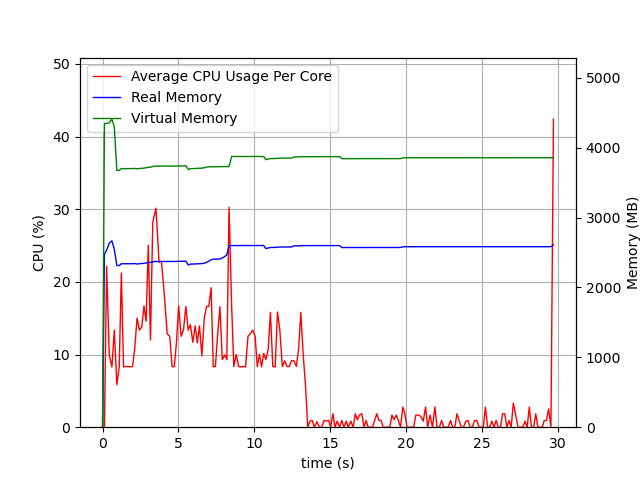 Average CPU Usage Per Core
Real Memory
Virtual Memory
CPU (%)
50
40
30
20
10
0
5000
4000
3000
2000
1000
0
Memory (MB)
0 5 10 15 20 25 30
time (s)